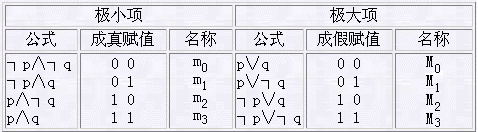 极小项 极大项
公式 成真赋值 名称 公式 成假赋值 名称
┐p∧┐q 0 0 m0 p∨q 0 0 M0
┐p∧q 0 1 m1 p∨┐q 0 1 M1
p∧┐q 1 0 m2 ┐p∨q 1 0 M2
p∧q 1 1 m3 ┐p∨┐q 1 1 M3